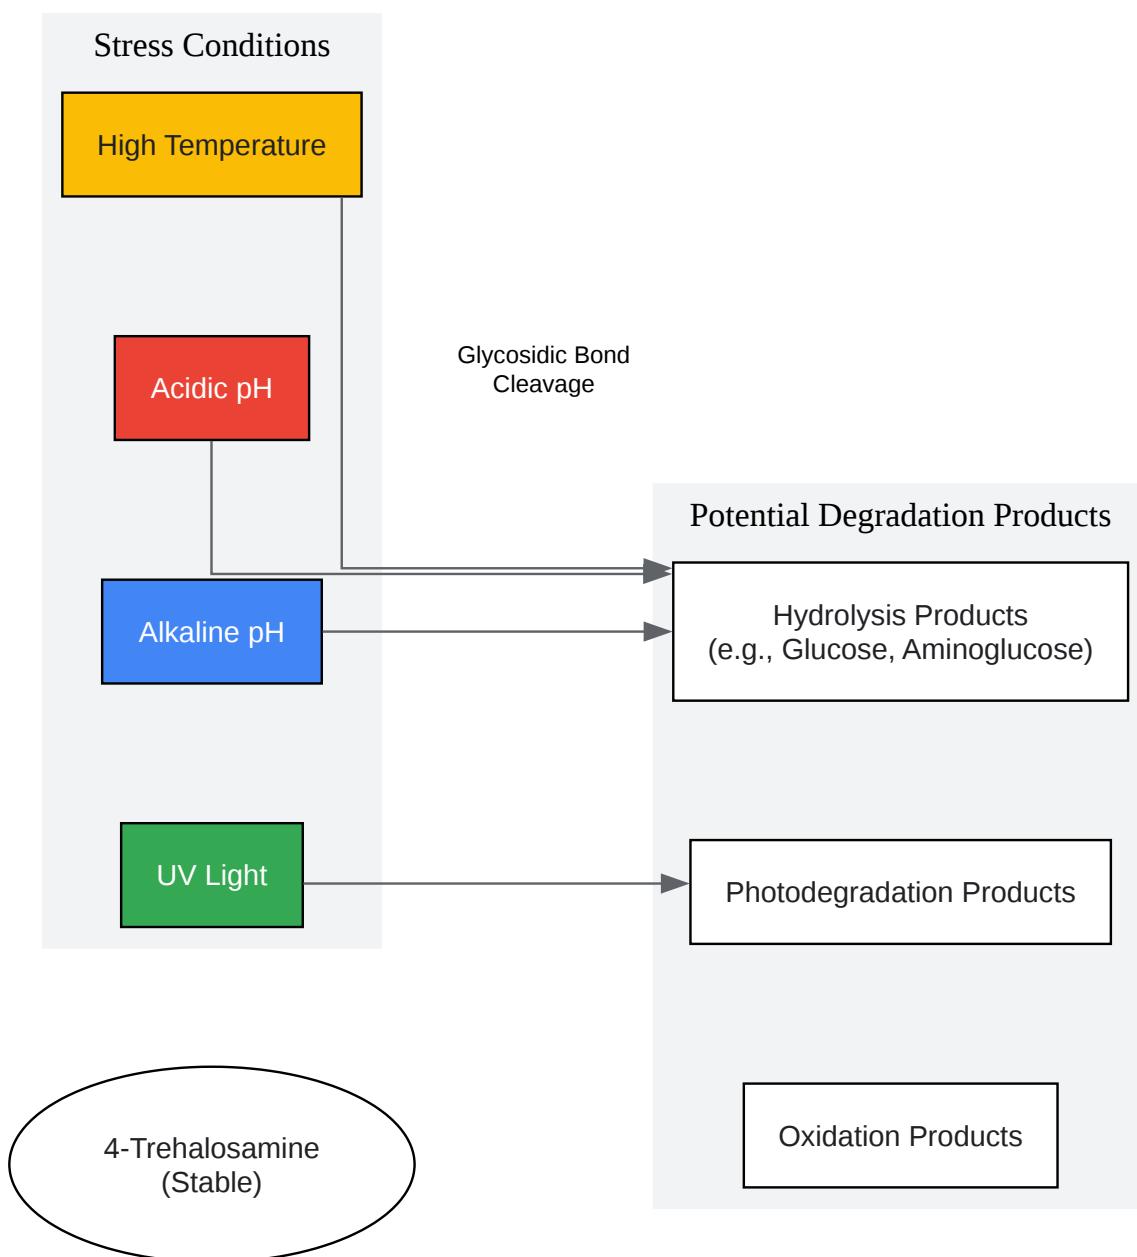 Stress Conditions
High Temperature
Acidic pH
Glycosidic Bond
Cleavage
Alkaline pH
UV Light
4-Trehalosamine
(Stable)
Potential Degradation Products
Hydrolysis Products
(e.g., Glucose, Aminoglucose)
Photodegradation Products
Oxidation Products